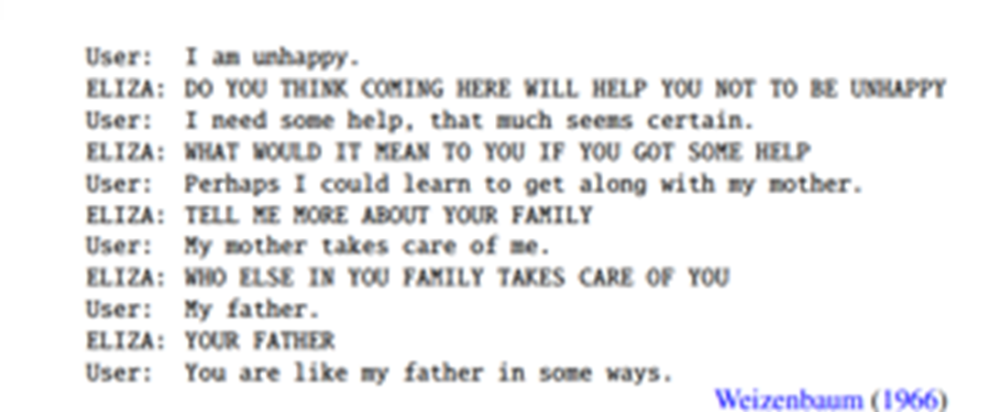 User: I am unhappy.
ELIZA: DO YOU THINK COMING HERE WILL HELP YOU NOT TO BE UNHAPPY
User: I need some help, that much seems certain.
ELIZA: WHAT WOULD IT MEAN TO YOU IF YOU GOT SOME HELP
User: Perhaps I could learn to get along with my mother.
ELIZA: TELL ME MORE ABOUT YOUR FAMILY
User: My mother takes care of me.
ELIZA: WHO ELSE IN YOU FAMILY TAKES CARE OF YOU
User: My father.
ELIZA: YOUR FATHER
User: You are like my father in some ways.
Weizenbaum (1966)